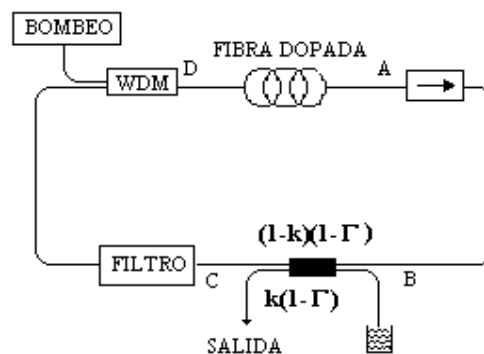 BOMBEO
FIBRA DOPADA
WDM
D
A
(1-k)(1-Γ)
FILTRO
C
B
k(1-Γ)
SALIDA